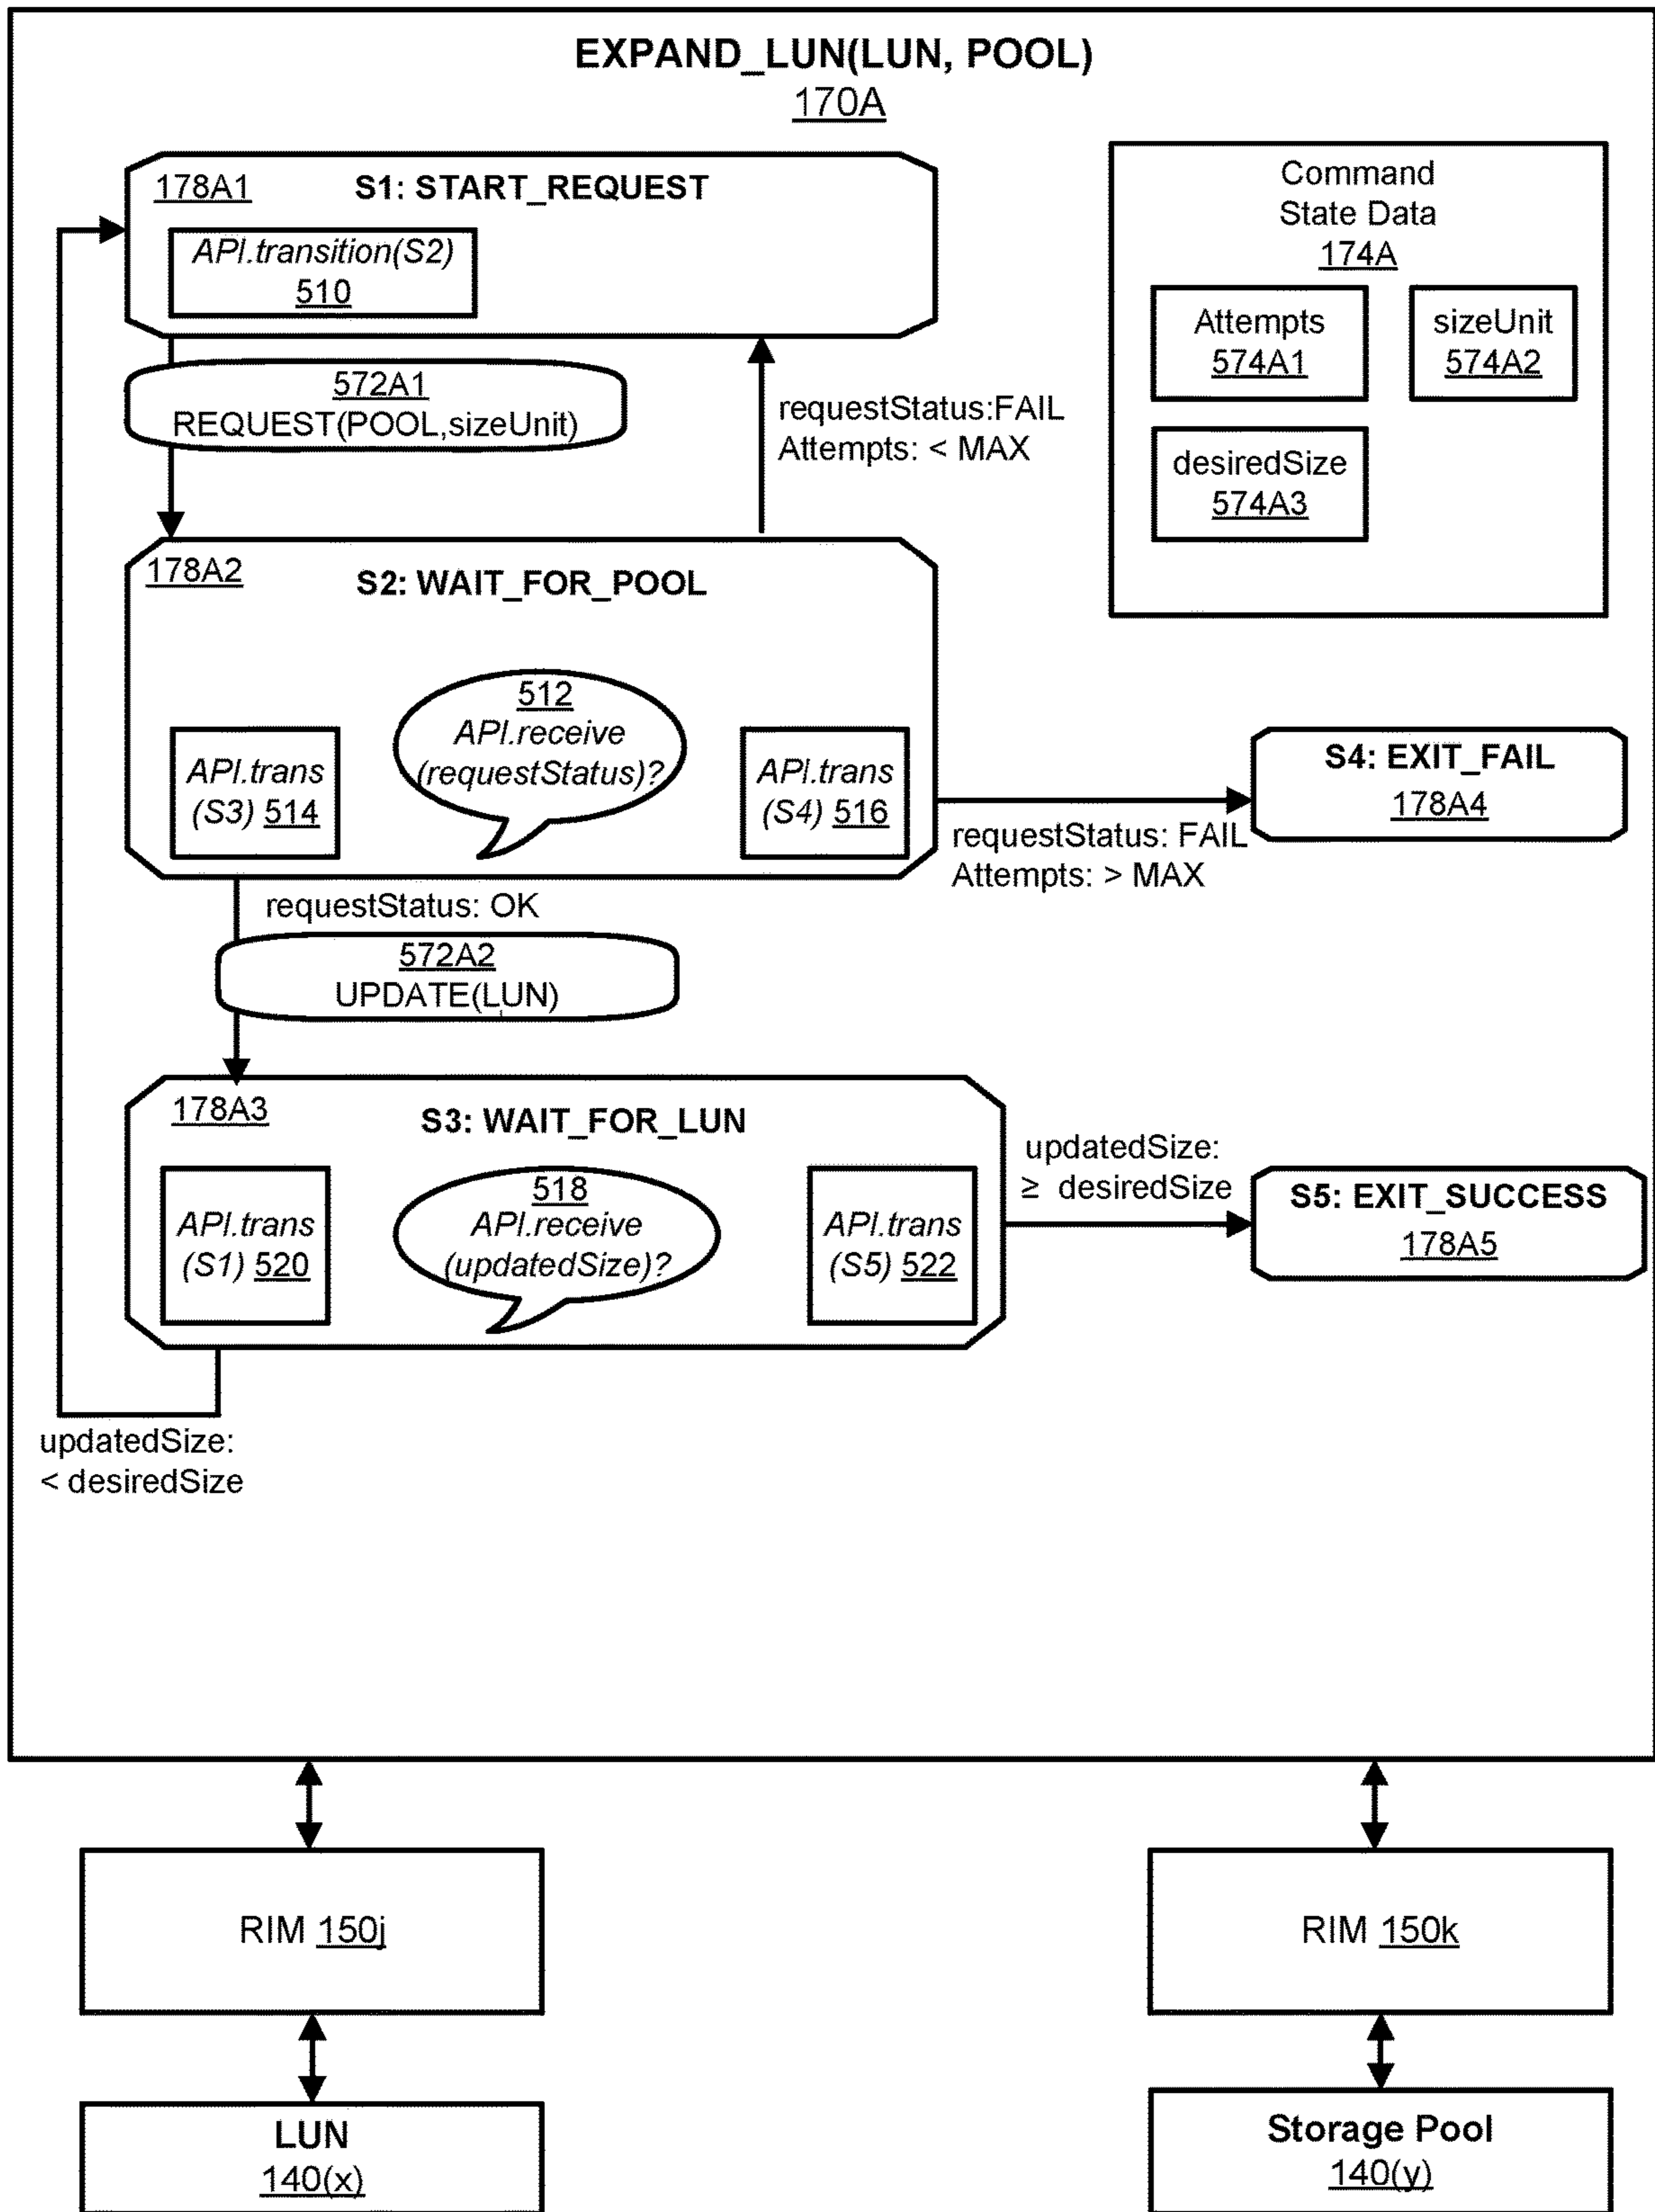 EXPAND_LUN(LUN, POOL)
170A
178A1
S1: START_REQUEST
API.transition(S2)
510
572A1
REQUEST(POOL,sizeUnit)
requestStatus:FAIL
Attempts: < MAX
Command
State Data
174A
Attempts
574A1
sizeUnit
574A2
desiredSize
574A3
178A2
S2: WAIT_FOR_POOL
512
API.receive
(requestStatus)?
API.trans
(S3) 514
API.trans
(S4) 516
S4: EXIT_FAIL
178A4
requestStatus: FAIL
Attempts: > MAX
requestStatus: OK
572A2
UPDATE(LUN)
178A3
S3: WAIT_FOR_LUN
518
API.receive
(updatedSize)?
API.trans
(S1) 520
API.trans
(S5) 522
updatedSize:
≥ desiredSize
S5: EXIT_SUCCESS
178A5
updatedSize:
< desiredSize
RIM 150j
RIM 150k
LUN
140(x)
Storage Pool
140(y)